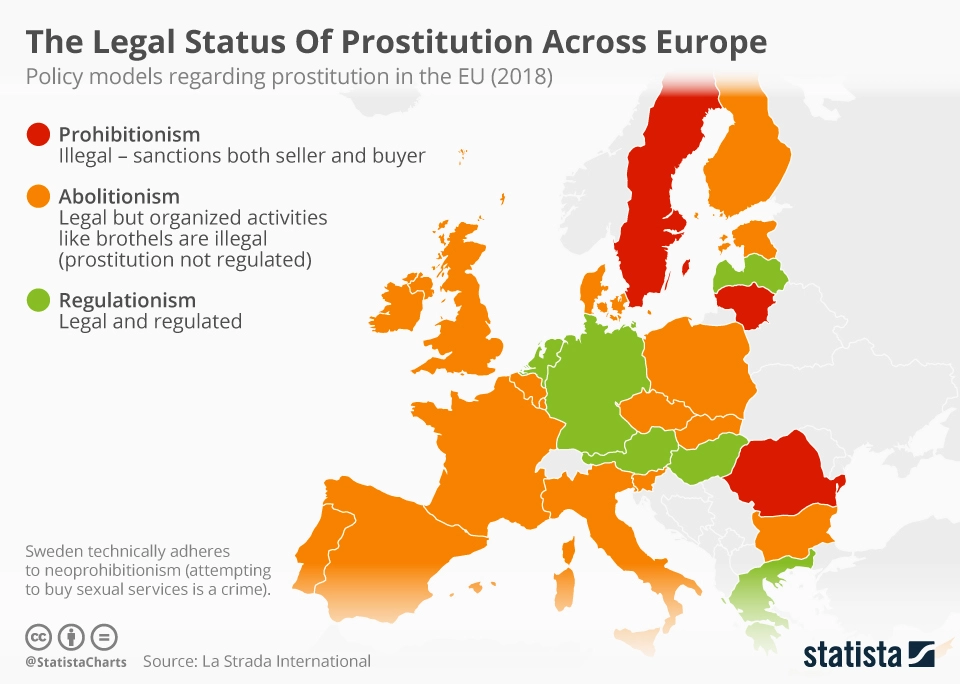 The Legal Status Of Prostitution Across Europe
Policy models regarding prostitution in the EU (2018)
Prohibitionism
Illegal – sanctions both seller and buyer
Abolitionism
Legal but organized activities
like brothels are illegal
(prostitution not regulated)
Regulationism
Legal and regulated
Sweden technically adheres
to neoprohibitionism (attempting
to buy sexual services is a crime).
cc
@StatistaCharts Source: La Strada International
statista